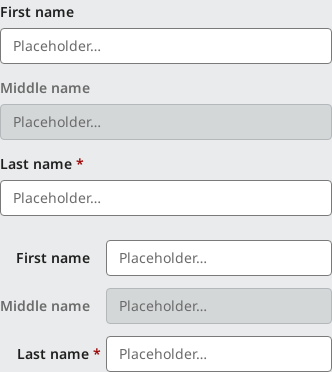 First name
Placeholder...
Middle name
Placeholder...
Last name *
Placeholder...
First name Placeholder...
Middle name Placeholder...
Last name * Placeholder...